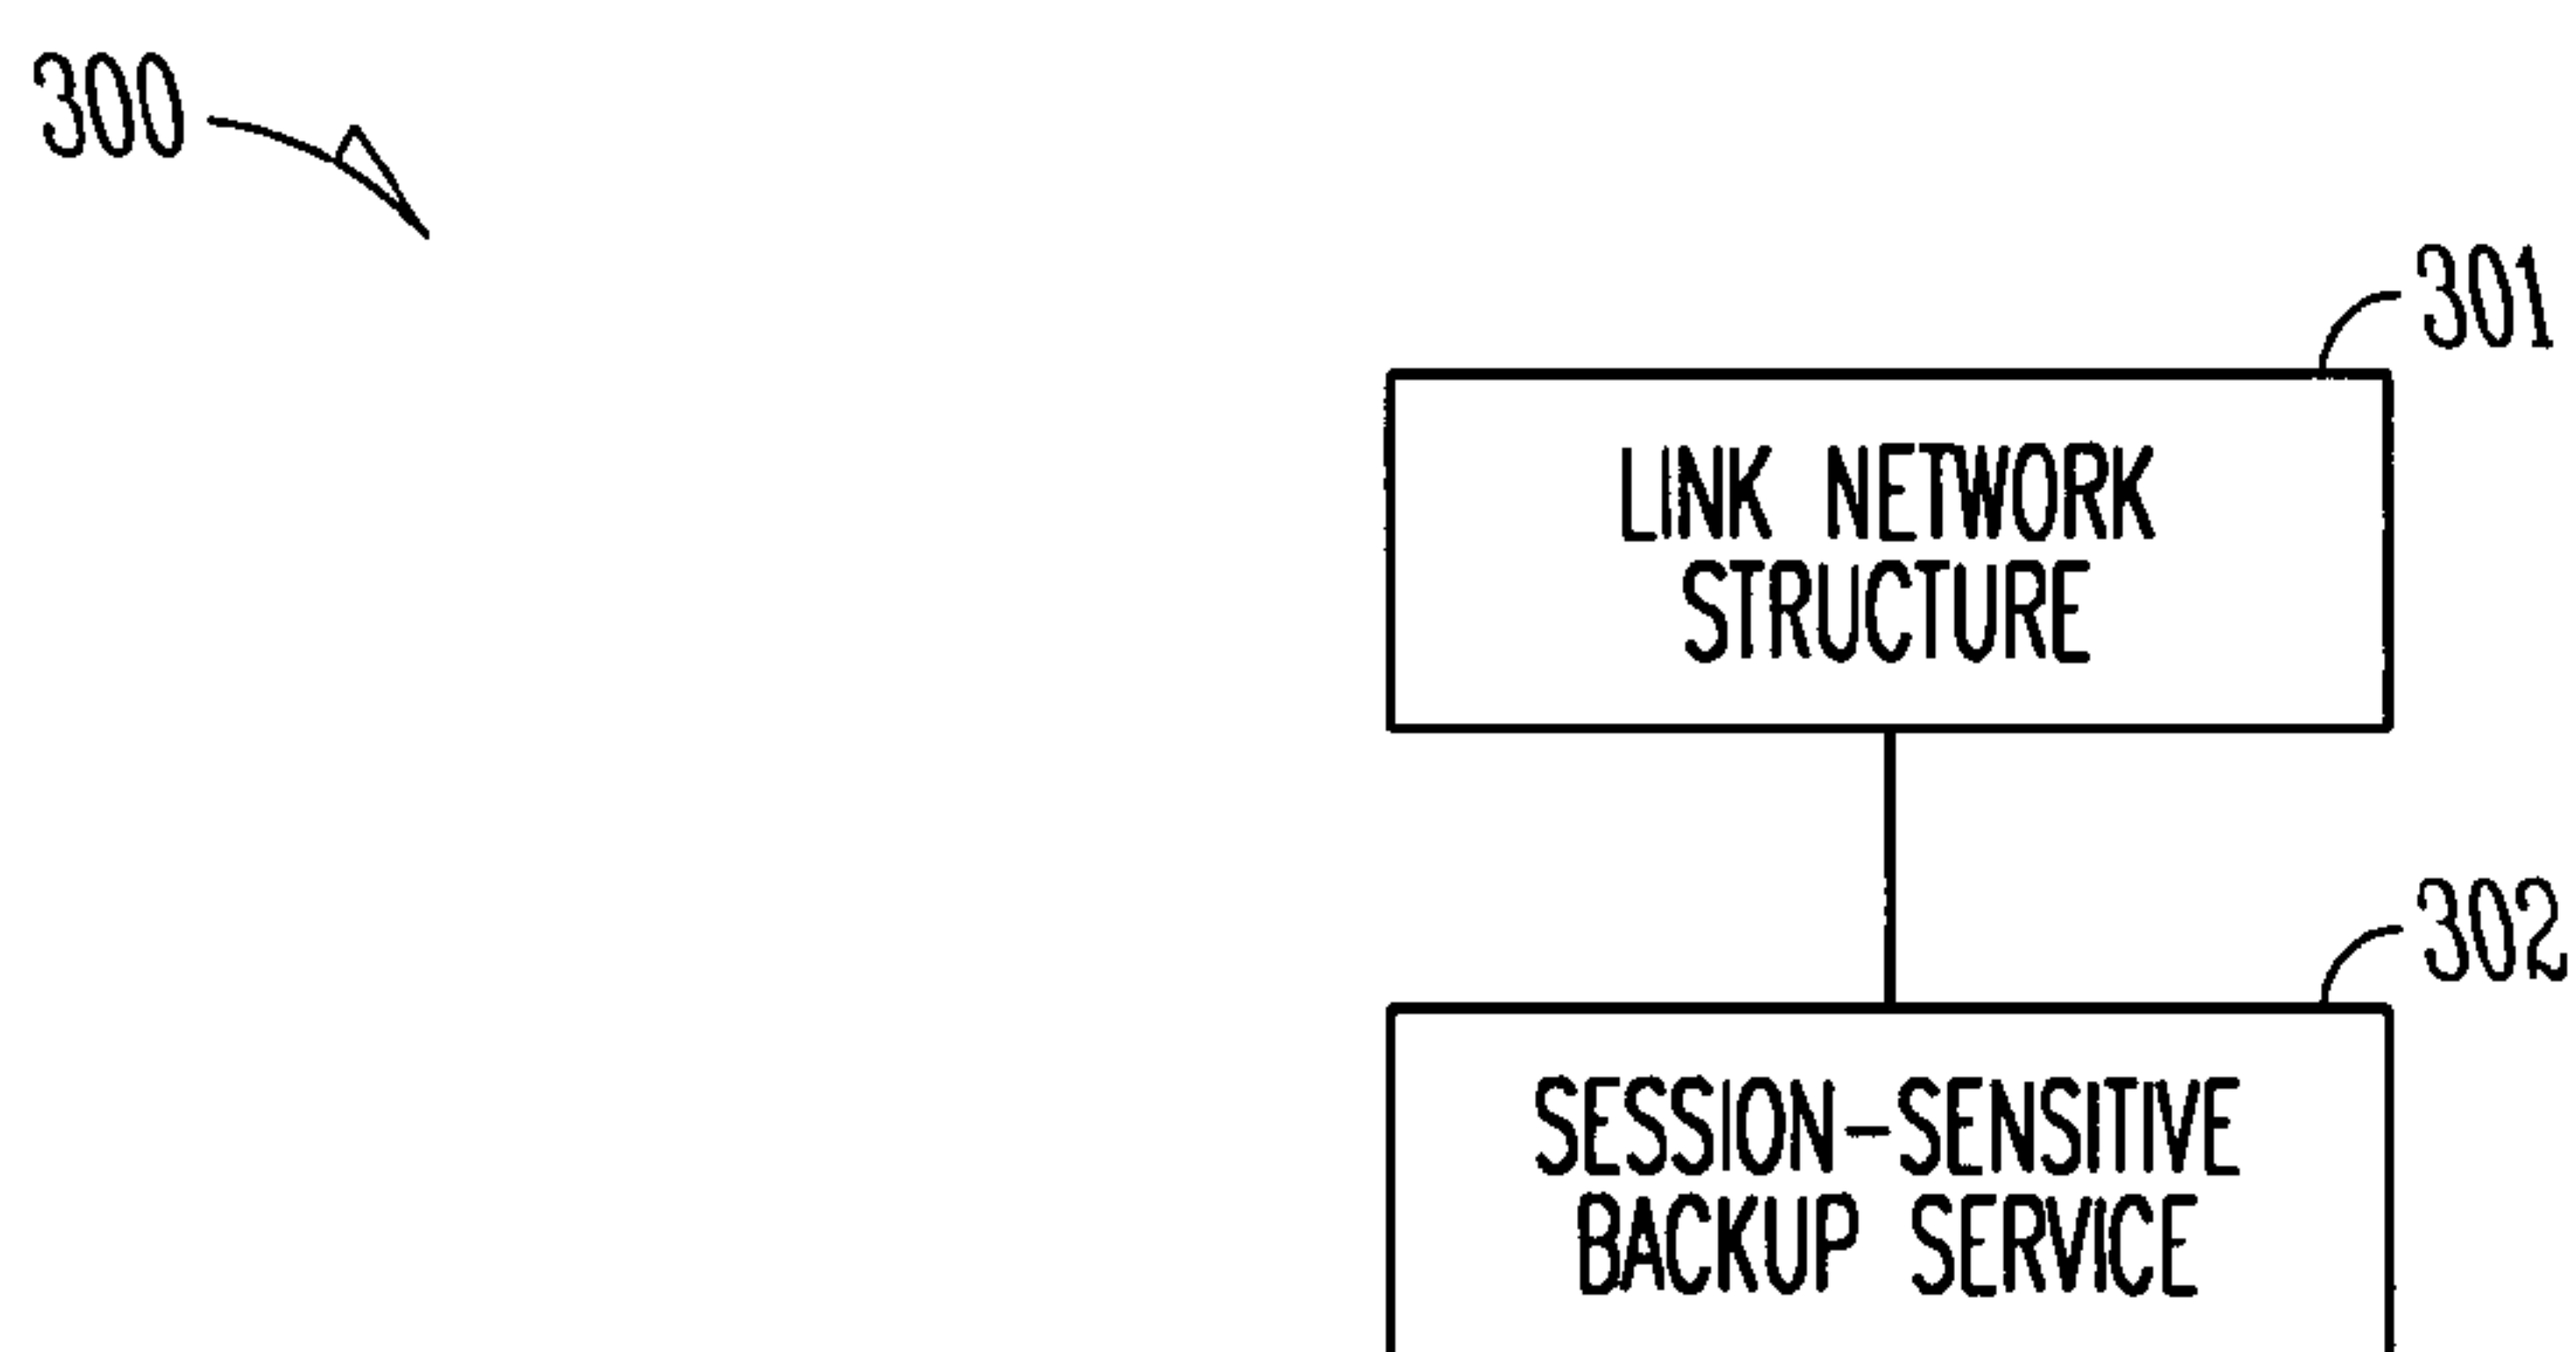 300
301
LINK NETWORK
STRUCTURE
302
SESSION-SENSITIVE
BACKUP SERVICE